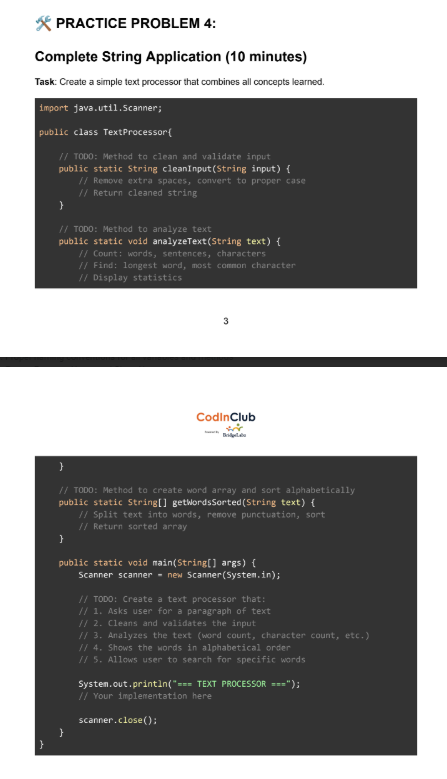 🛠 PRACTICE PROBLEM 4:
Complete String Application (10 minutes)
Task: Create a simple text processor that combines all concepts learned.
import java.util.Scanner;
public class TextProcessor{
// TODO: Method to clean and validate input
public static String cleanInput(String input) {
// Remove extra spaces, convert to proper case
// Return cleaned string
}
// TODO: Method to analyze text
public static void analyzeText(String text) {
// Count: words, sentences, characters
// Find: longest word, most common character
// Display statistics
3
CodInClub
Powered By BridgeLabz
}
// TODO: Method to create word array and sort alphabetically
public static String[] getWordsSorted(String text) {
// Split text into words, remove punctuation, sort
// Return sorted array
}
public static void main(String[] args) {
Scanner scanner = new Scanner(System.in);
// TODO: Create a text processor that:
// 1. Asks user for a paragraph of text
// 2. Cleans and validates the input
// 3. Analyzes the text (word count, character count, etc.)
// 4. Shows the words in alphabetical order
// 5. Allows user to search for specific words
System.out.println("=== TEXT PROCESSOR ===");
// Your implementation here
scanner.close();
}
}